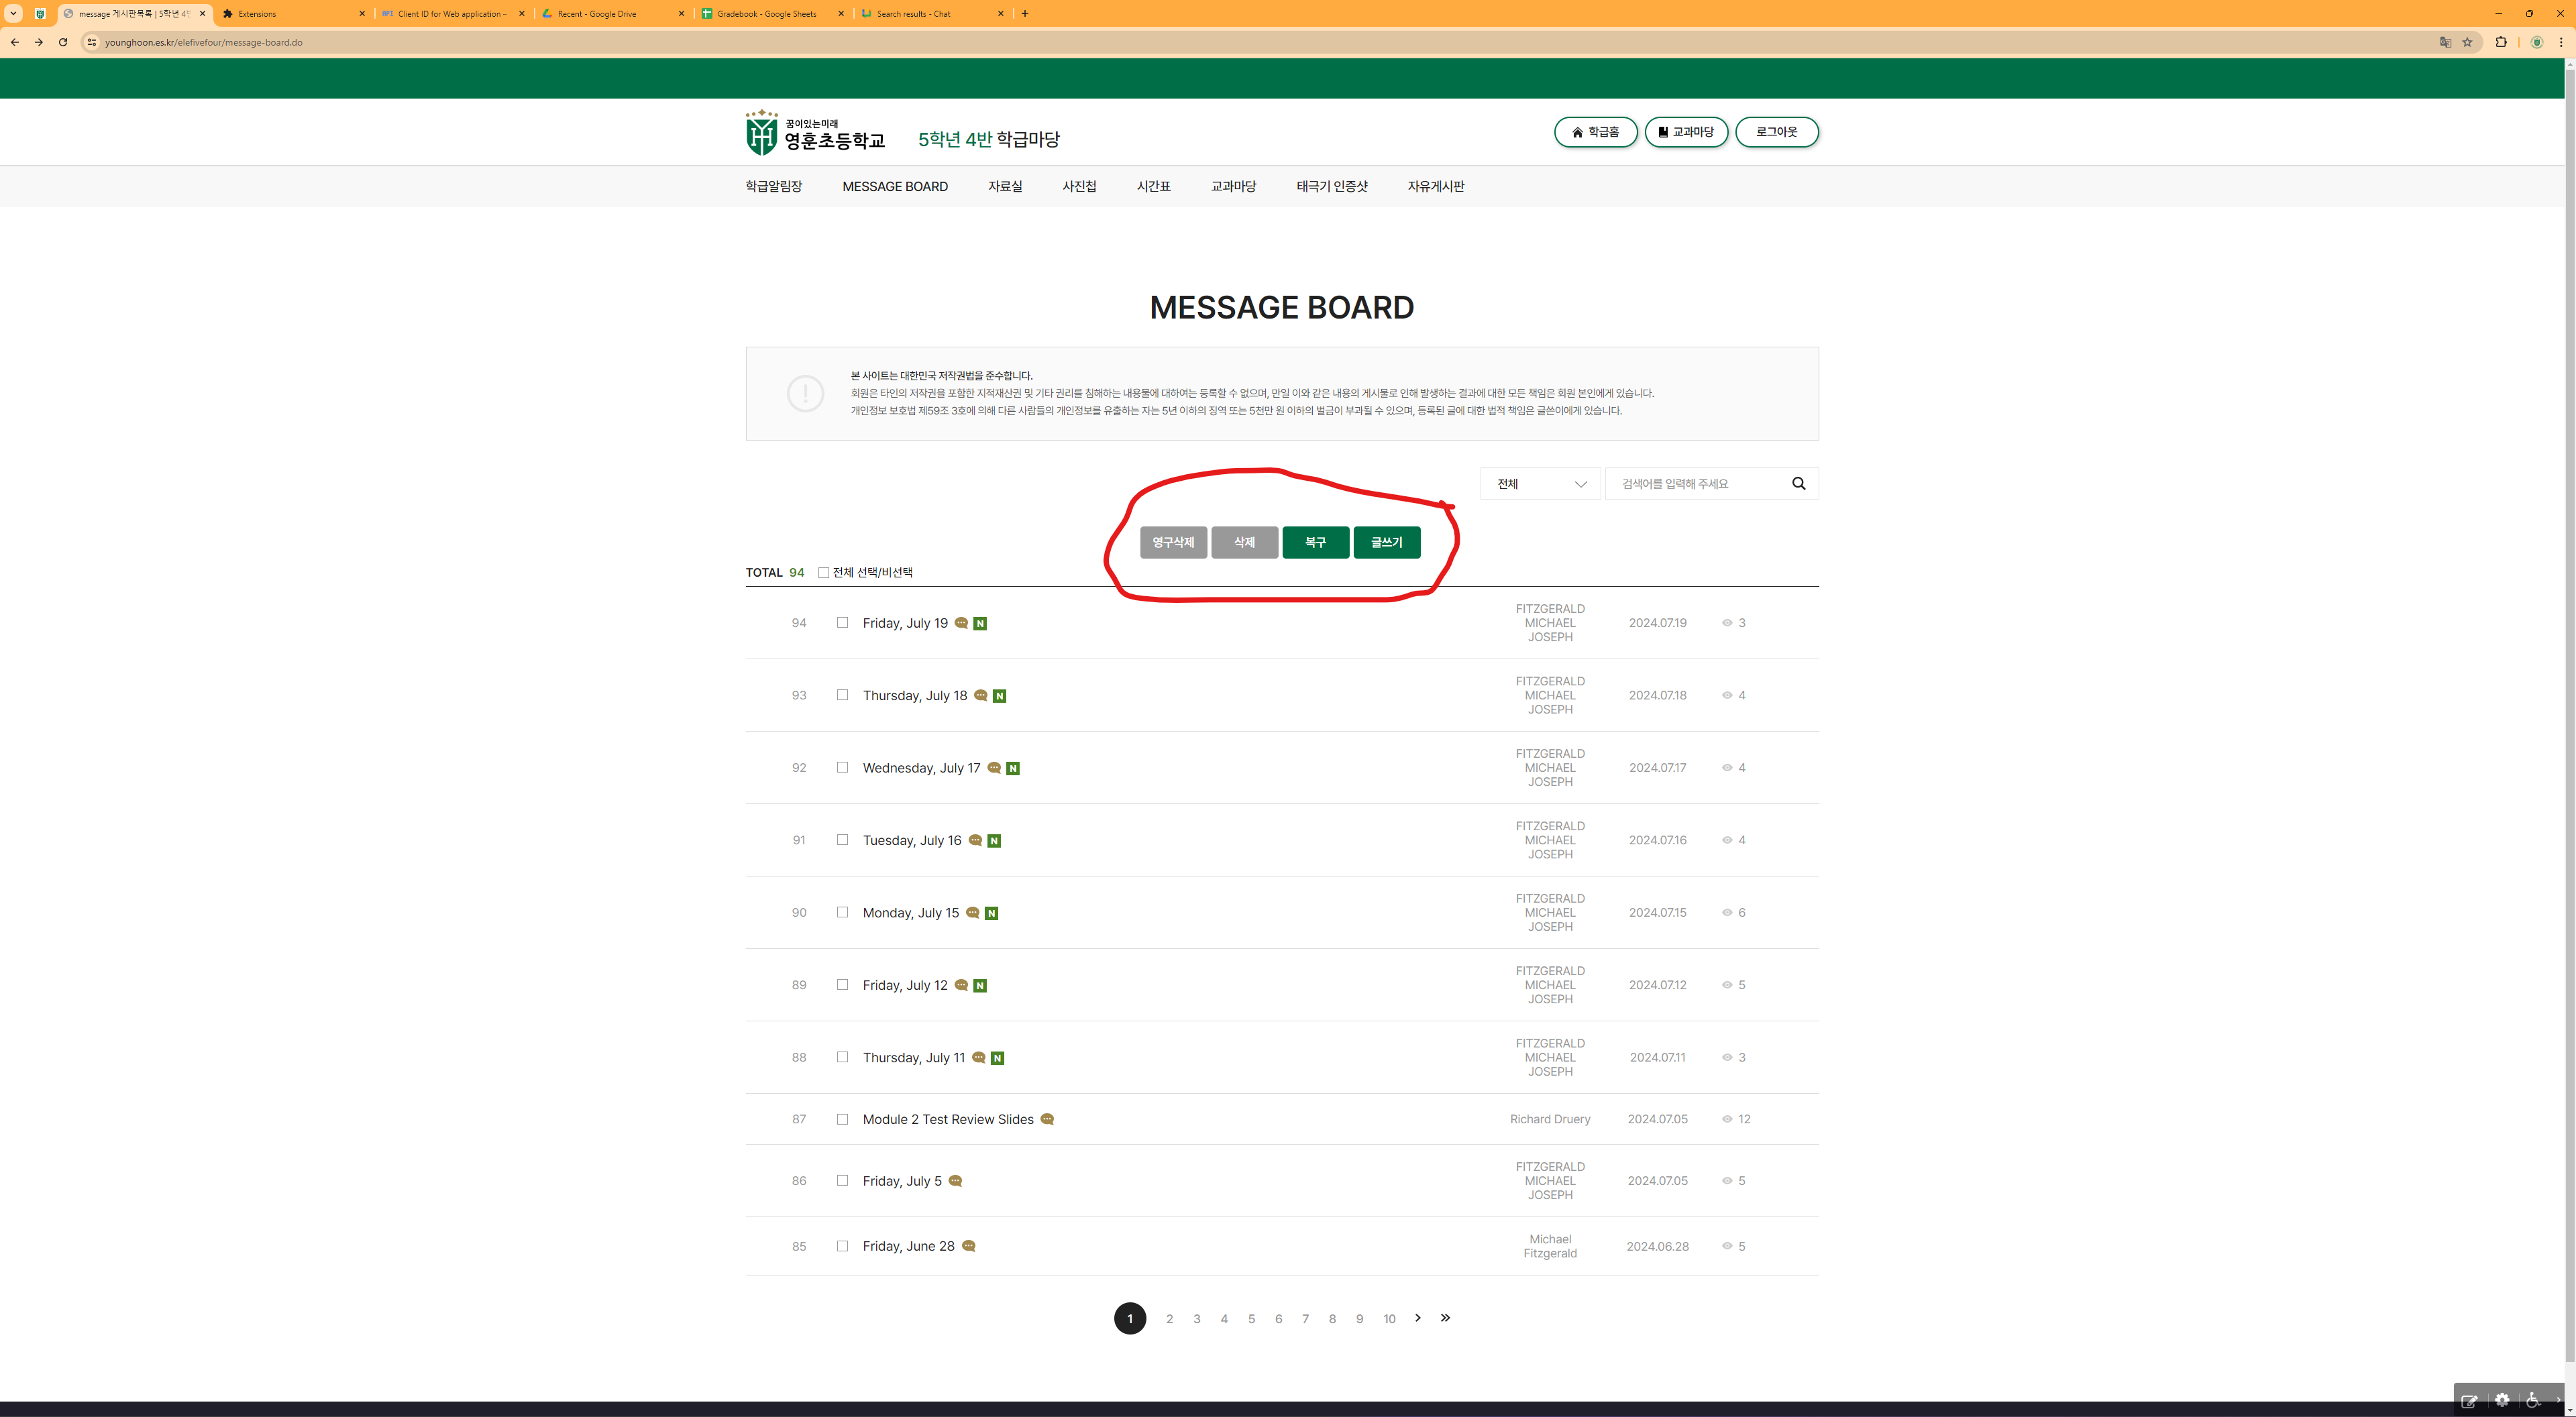 message 게시판목록 | 5학년 4
Extensions
Client ID for Web application –
Recent - Google Drive
Gradebook - Google Sheets
Search results - Chat
younghoon.es.kr/elefivefour/message-board.do
꿈이있는미래
영훈초등학교
5학년 4반 학급마당
학급홈
교과마당
로그아웃
학급알림장
MESSAGE BOARD
자료실
사진첩
시간표
교과마당
태극기 인증샷
자유게시판
MESSAGE BOARD
본 사이트는 대한민국 저작권법을 준수합니다.
회원은 타인의 저작권을 포함한 지적재산권 및 기타 권리를 침해하는 내용물에 대하여는 등록할 수 없으며, 만일 이와 같은 내용의 게시물로 인해 발생하는 결과에 대한 모든 책임은 회원 본인에게 있습니다.
개인정보 보호법 제59조 3호에 의해 다른 사람들의 개인정보를 유출하는 자는 5년 이하의 징역 또는 5천만 원 이하의 벌금이 부과될 수 있으며, 등록된 글에 대한 법적 책임은 글쓴이에게 있습니다.
전체
검색어를 입력해 주세요
영구삭제
삭제
복구
글쓰기
TOTAL 94
전체 선택/비선택
94 Friday, July 19 N
FITZGERALD
MICHAEL
JOSEPH
2024.07.19
3
93 Thursday, July 18 N
FITZGERALD
MICHAEL
JOSEPH
2024.07.18
4
92 Wednesday, July 17 N
FITZGERALD
MICHAEL
JOSEPH
2024.07.17
4
91 Tuesday, July 16 N
FITZGERALD
MICHAEL
JOSEPH
2024.07.16
4
90 Monday, July 15 N
FITZGERALD
MICHAEL
JOSEPH
2024.07.15
6
89 Friday, July 12 N
FITZGERALD
MICHAEL
JOSEPH
2024.07.12
5
88 Thursday, July 11 N
FITZGERALD
MICHAEL
JOSEPH
2024.07.11
3
87 Module 2 Test Review Slides
Richard Druery
2024.07.05
12
86 Friday, July 5
FITZGERALD
MICHAEL
JOSEPH
2024.07.05
5
85 Friday, June 28
Michael
Fitzgerald
2024.06.28
5
1 2 3 4 5 6 7 8 9 10